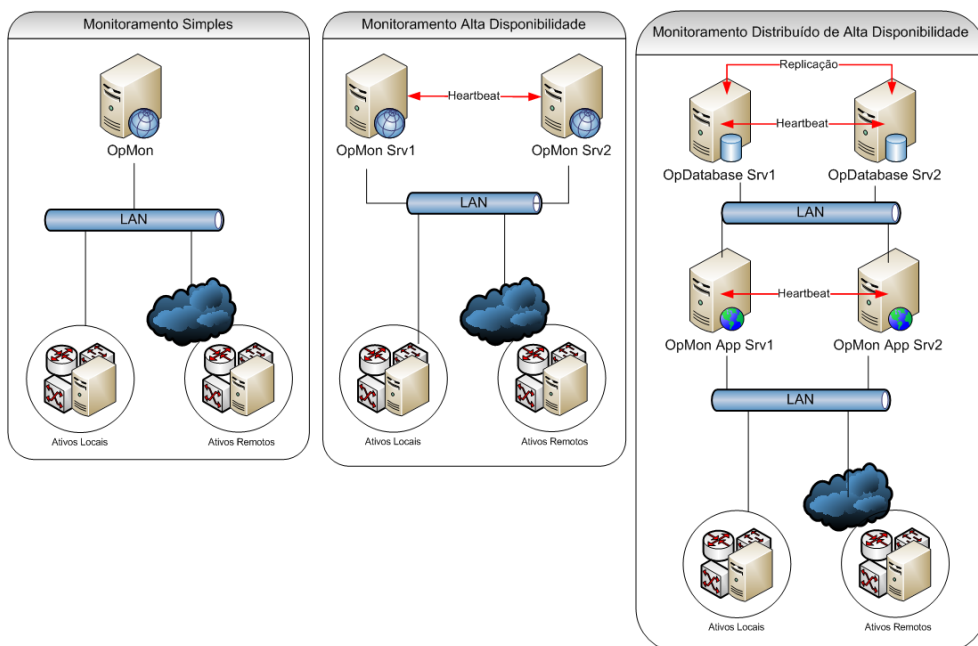 Monitoramento Simples
OpMon
LAN
Ativos Locais
Ativos Remotos
Monitoramento Alta Disponibilidade
Heartbeat
OpMon Srv1
OpMon Srv2
LAN
Ativos Locais
Ativos Remotos
Monitoramento Distribuído de Alta Disponibilidade
Replicação
Heartbeat
OpDatabase Srv1
OpDatabase Srv2
LAN
Heartbeat
OpMon App Srv1
OpMon App Srv2
LAN
Ativos Locais
Ativos Remotos